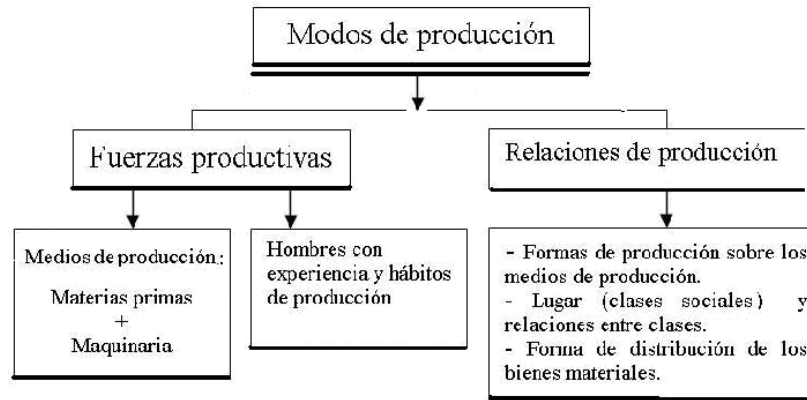 Modos de producción
Fuerzas productivas
Relaciones de producción
Medios de producción:
Materias primas
+
Maquinaria
Hombres con
experiencia y hábitos
de producción
- Formas de producción sobre los
medios de producción.
- Lugar (clases sociales) y
relaciones entre clases.
- Forma de distribución de los
bienes materiales.